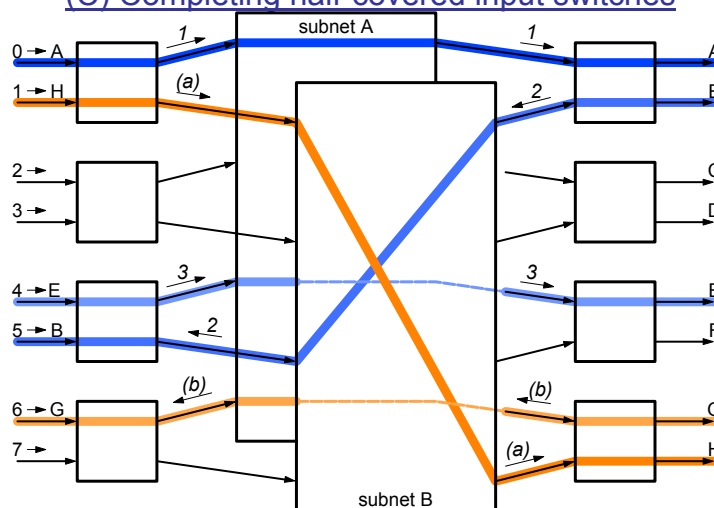 (C) Completing half-covered input switches
subnet A
0→A 1 1 A
1→H (a) 2 B
2→ C
3→ D
4→E 3 3 E
5→B 2 F
6→G (b) (b) G
7→ (a) H
subnet B